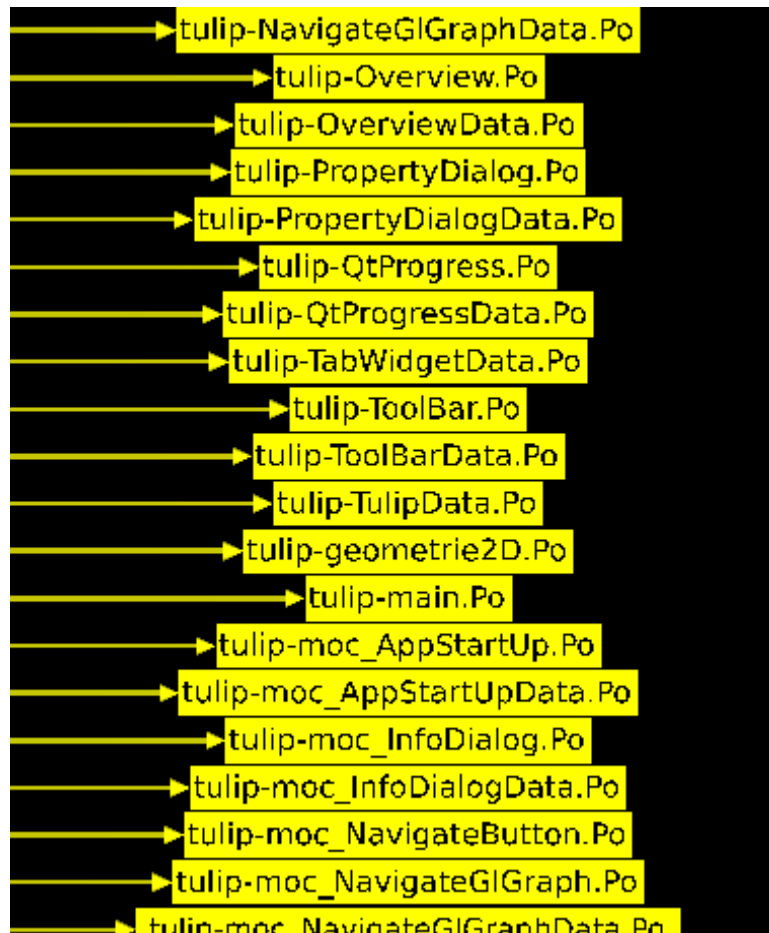 tulip-NavigateGlGraphData.Po
tulip-Overview.Po
tulip-OverviewData.Po
tulip-PropertyDialog.Po
tulip-PropertyDialogData.Po
tulip-QtProgress.Po
tulip-QtProgressData.Po
tulip-TabWidgetData.Po
tulip-ToolBar.Po
tulip-ToolBarData.Po
tulip-TulipData.Po
tulip-geometrie2D.Po
tulip-main.Po
tulip-moc_AppStartUp.Po
tulip-moc_AppStartUpData.Po
tulip-moc_InfoDialog.Po
tulip-moc_InfoDialogData.Po
tulip-moc_NavigateButton.Po
tulip-moc_NavigateGlGraph.Po
tulip-moc_NavigateGlGraphData.Po